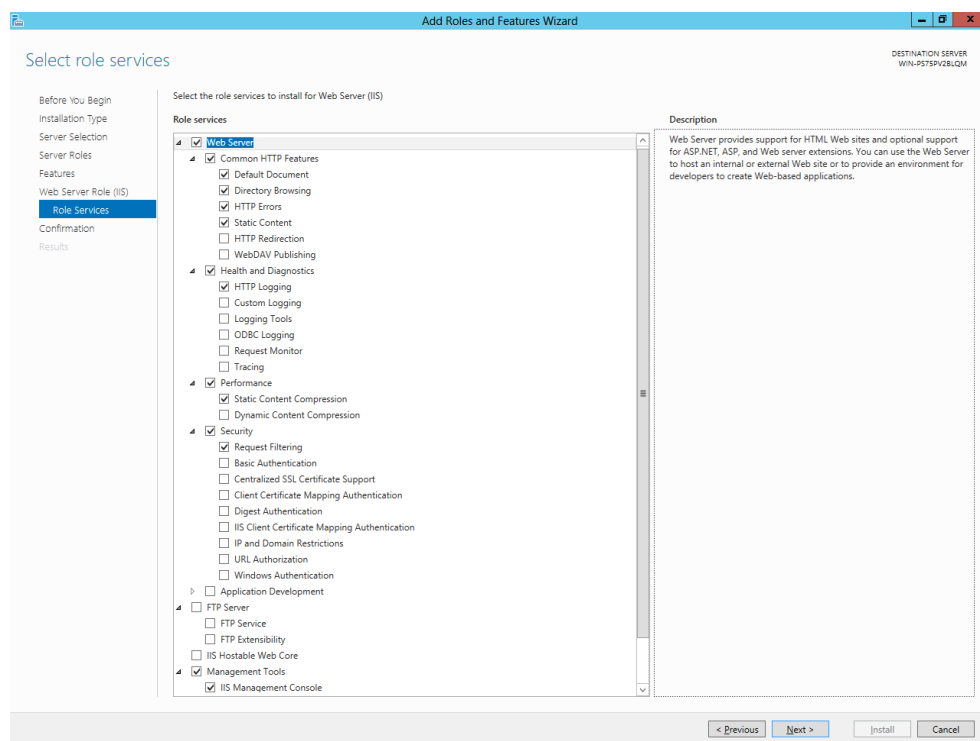 Add Roles and Features Wizard
Select role services
DESTINATION SERVER
WIN-PS75PV2BLQM
Before You Begin
Installation Type
Server Selection
Server Roles
Features
Web Server Role (IIS)
Role Services
Confirmation
Results
Select the role services to install for Web Server (IIS)
Role services
Web Server
Common HTTP Features
Default Document
Directory Browsing
HTTP Errors
Static Content
HTTP Redirection
WebDAV Publishing
Health and Diagnostics
HTTP Logging
Custom Logging
Logging Tools
ODBC Logging
Request Monitor
Tracing
Performance
Static Content Compression
Dynamic Content Compression
Security
Request Filtering
Basic Authentication
Centralized SSL Certificate Support
Client Certificate Mapping Authentication
Digest Authentication
IIS Client Certificate Mapping Authentication
IP and Domain Restrictions
URL Authorization
Windows Authentication
Application Development
FTP Server
FTP Service
FTP Extensibility
IIS Hostable Web Core
Management Tools
IIS Management Console
Description
Web Server provides support for HTML Web sites and optional support
for ASP.NET, ASP, and Web server extensions. You can use the Web Server
to host an internal or external Web site or to provide an environment for
developers to create Web-based applications.
< Previous
Next >
Install
Cancel